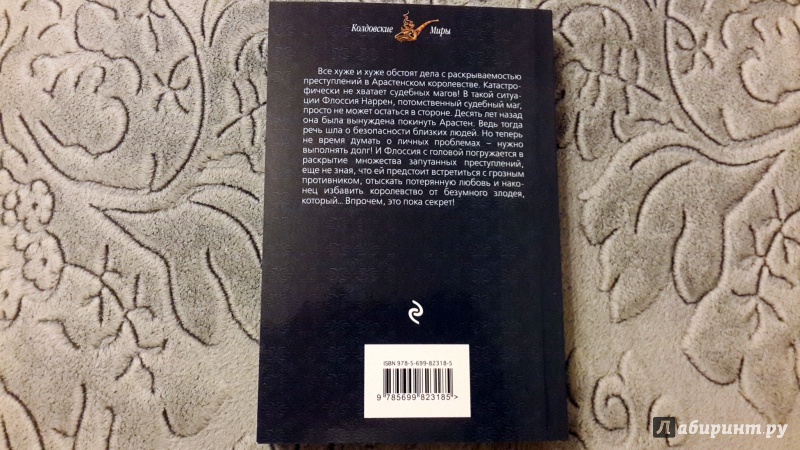 Колдовские Миры
Все хуже и хуже обстоят дела с раскрываемостью
преступлений в Арастенском королевстве. Катастро-
фически не хватает судебных магов! В такой ситуа-
ции Флоссия Наррен, потомственный судебный маг,
просто не может остаться в стороне. Десять лет назад
она была вынуждена покинуть Арастен. Ведь тогда
речь шла о безопасности близких людей. Но теперь
не время думать о личных проблемах – нужно
выполнять долг! И Флоссия с головой погружается в
раскрытие множества запутанных преступлений,
еще не зная, что ей предстоит встретиться с грозным
противником, отыскать потерянную любовь и нако-
нец избавить королевство от безумного злодея,
который... Впрочем, это пока секрет!
ISBN 978-5-699-82318-5
9 785699 823185>
Лабиринт.ру